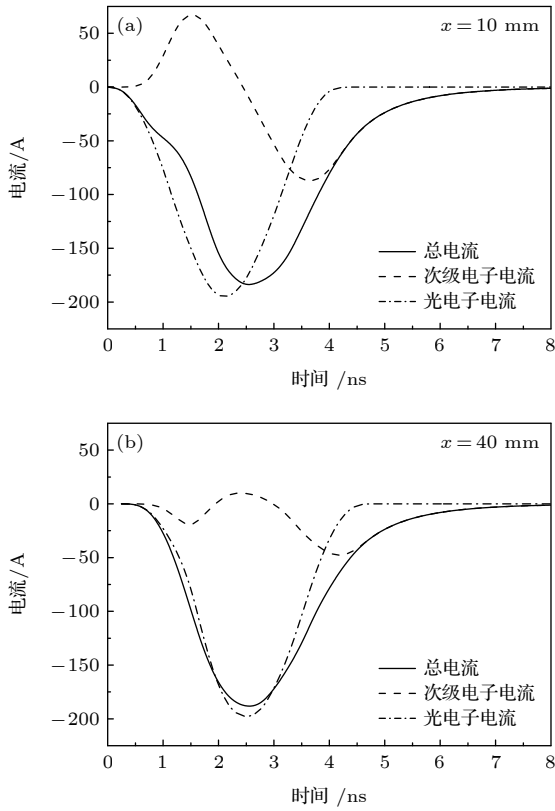 (a)
x = 10 mm
50
0
−50
−100
−150
−200
电流/A
总电流
次级电子电流
光电子电流
0 1 2 3 4 5 6 7 8
时间 /ns
(b)
x = 40 mm
50
0
−50
−100
−150
−200
电流/A
总电流
次级电子电流
光电子电流
0 1 2 3 4 5 6 7 8
时间 /ns